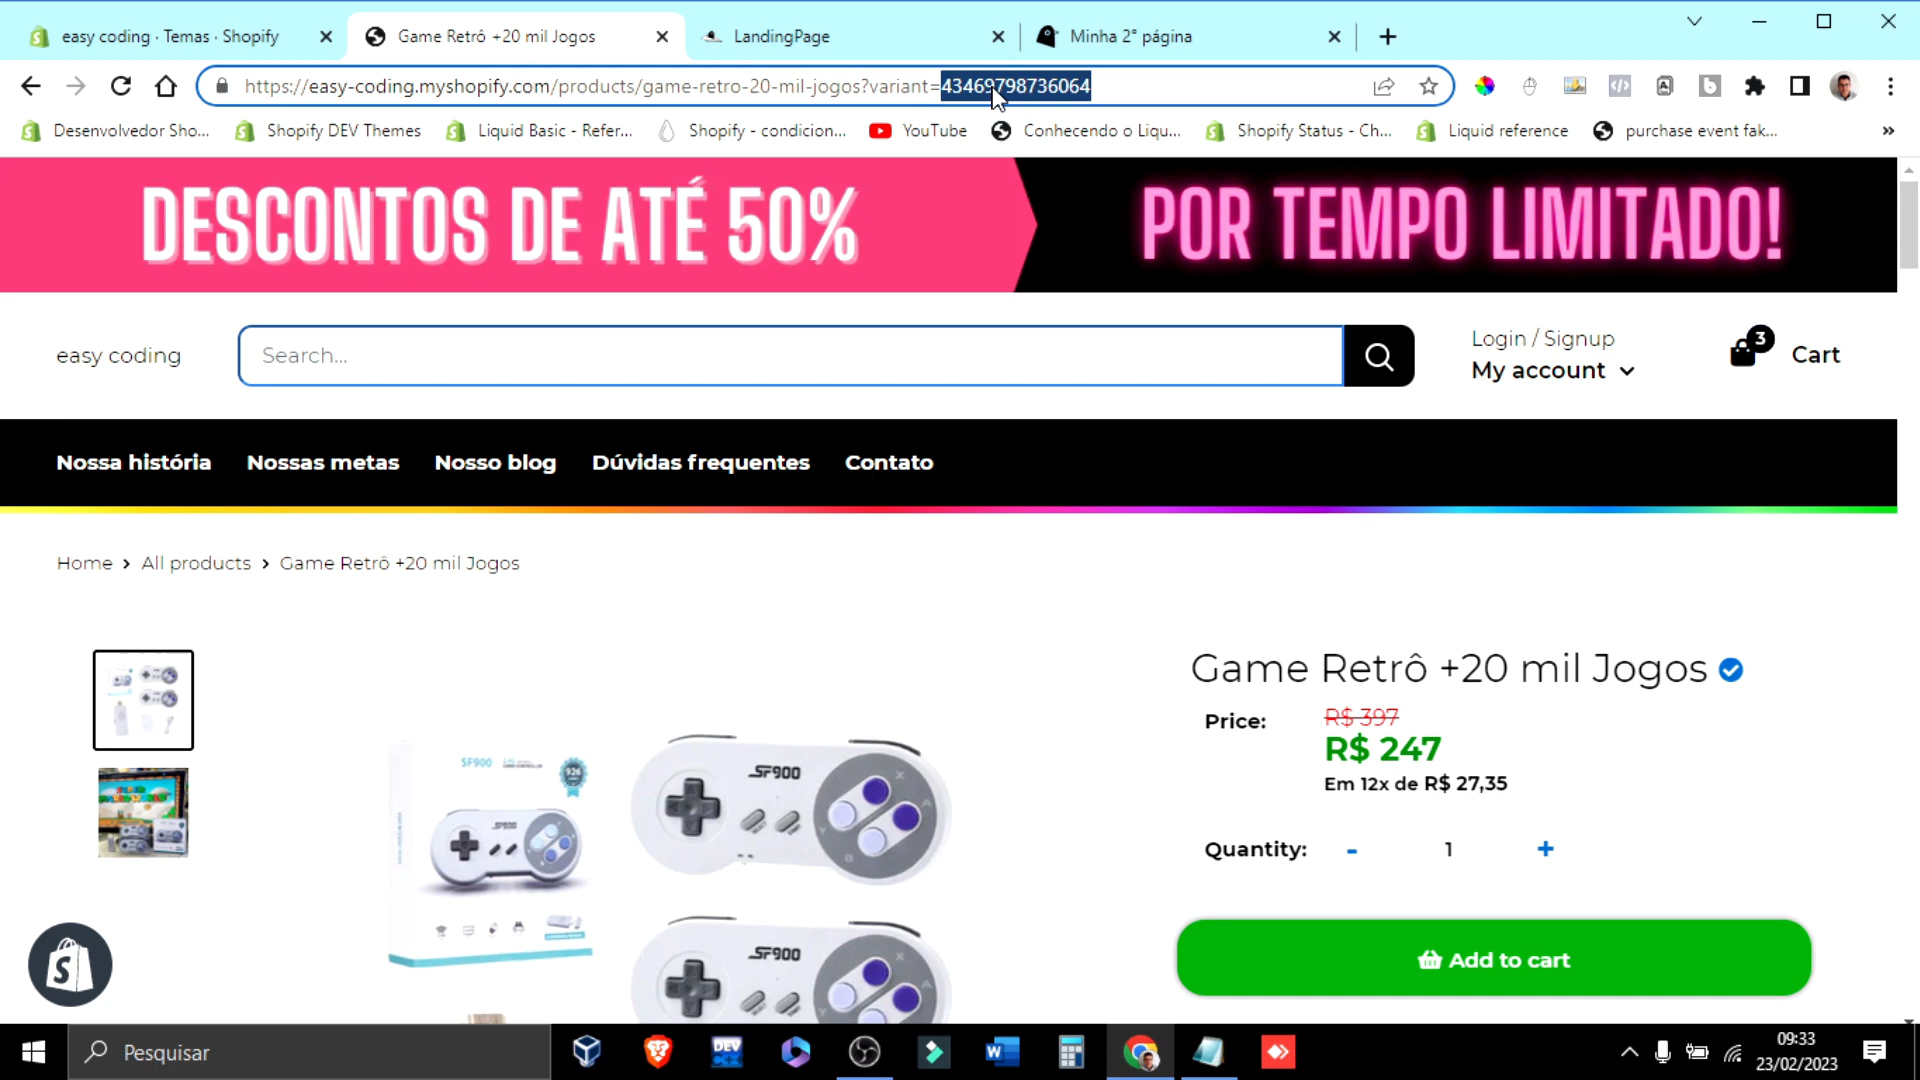 easy coding · Temas · Shopify
Game Retrô +20 mil Jogos
LandingPage
Minha 2° página
https://easy-coding.myshopify.com/products/game-retro-20-mil-jogos?variant=43469798736064
Desenvolvedor Sho...
Shopify DEV Themes
Liquid Basic - Refer...
Shopify - condicion...
YouTube
Conhecendo o Liqu...
Shopify Status - Ch...
Liquid reference
purchase event fak...
DESCONTOS DE ATÉ 50%
POR TEMPO LIMITADO!
easy coding
Search...
Login / Signup
My account
3
Cart
Nossa história
Nossas metas
Nosso blog
Dúvidas frequentes
Contato
Home
All products
Game Retrô +20 mil Jogos
Game Retrô +20 mil Jogos
Price:
R$ 397
R$ 247
Em 12x de R$ 27,35
Quantity:
-
1
+
Add to cart
SF900
926
SF900
SF900
SF900
Pesquisar
DEV
09:33
23/02/2023